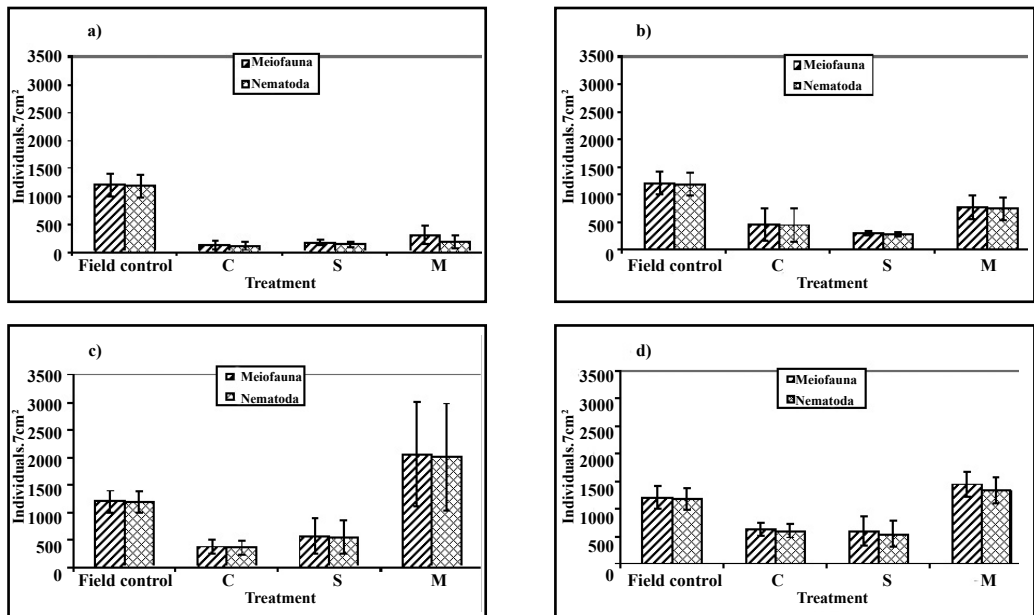 a)
3500
3000
2500
2000
1500
1000
500
0
Individuals.7cm²
Meiofauna
Nematoda
Field control C S M
Treatment
b)
3500
3000
2500
2000
1500
1000
500
0
Individuals.7cm²
Meiofauna
Nematoda
Field control C S M
Treatment
c)
3500
3000
2500
2000
1500
1000
500
0
Individuals.7cm²
Meiofauna
Nematoda
Field control C S M
Treatment
d)
3500
3000
2500
2000
1500
1000
500
0
Individuals.7cm²
Meiofauna
Nematoda
Field control C S M
Treatment